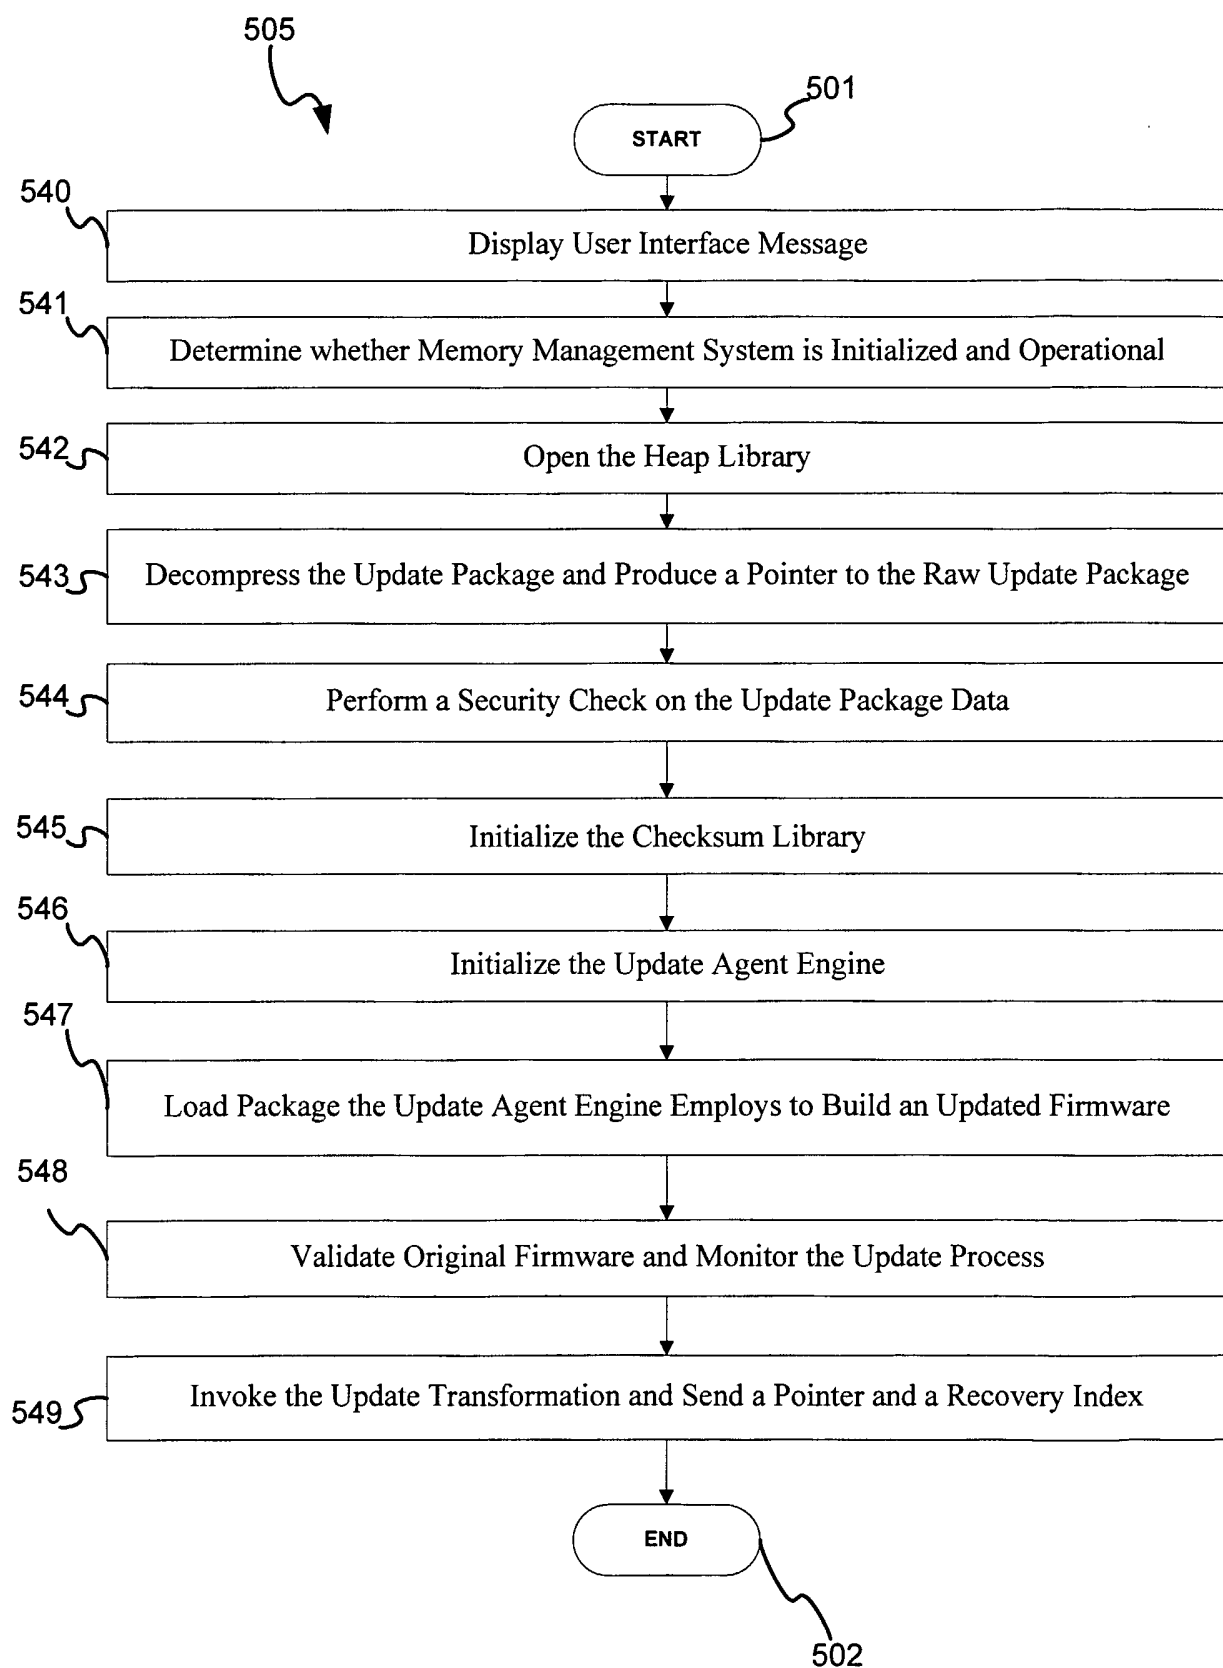 505
501
START
540
Display User Interface Message
541
Determine whether Memory Management System is Initialized and Operational
542
Open the Heap Library
543
Decompress the Update Package and Produce a Pointer to the Raw Update Package
544
Perform a Security Check on the Update Package Data
545
Initialize the Checksum Library
546
Initialize the Update Agent Engine
547
Load Package the Update Agent Engine Employs to Build an Updated Firmware
548
Validate Original Firmware and Monitor the Update Process
549
Invoke the Update Transformation and Send a Pointer and a Recovery Index
END
502